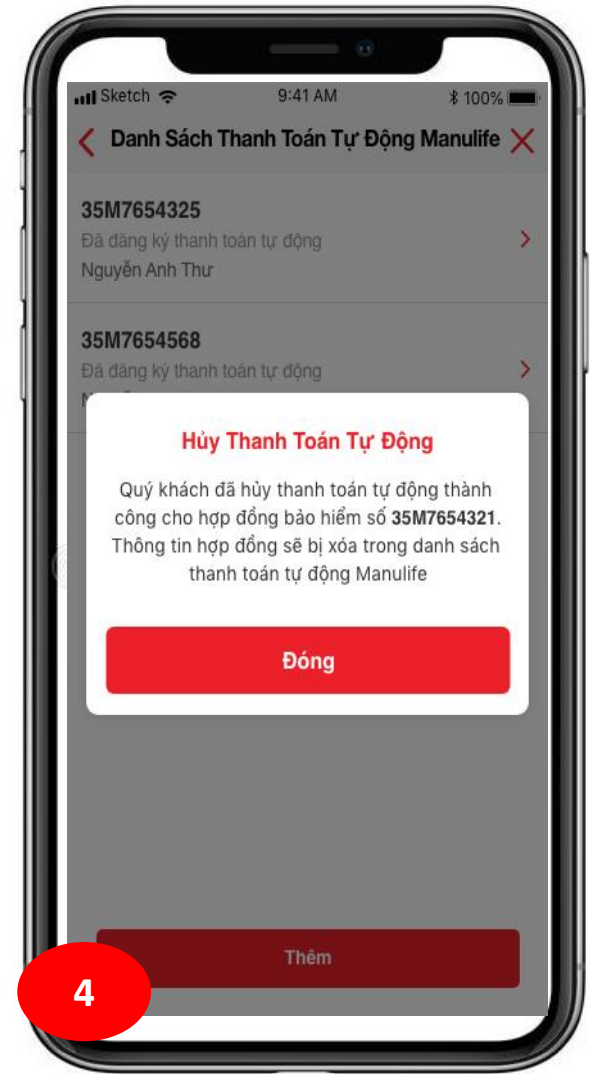 Sketch 9:41 AM 100%
Danh Sách Thanh Toán Tự Động Manulife
35M7654325
Đã đăng ký thanh toán tự động
Nguyễn Anh Thư
35M7654568
Đã đăng ký thanh toán tự động
Hủy Thanh Toán Tự Động
Quý khách đã hủy thanh toán tự động thành
công cho hợp đồng bảo hiểm số 35M7654321.
Thông tin hợp đồng sẽ bị xóa trong danh sách
thanh toán tự động Manulife
Đóng
Thêm
4